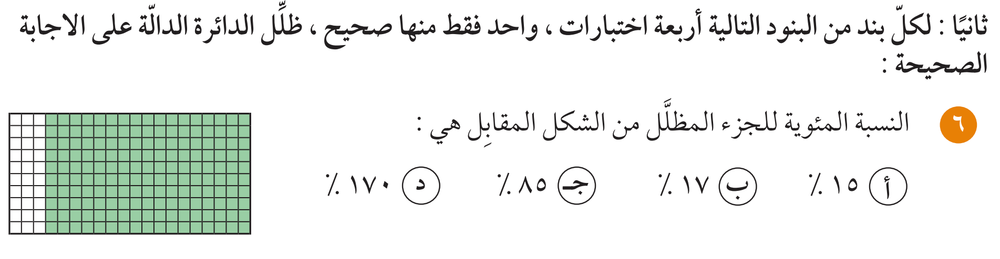 ثانيًا : لكلّ بند من البنود التالية أربعة اختبارات ، واحد فقط منها صحيح ، ظلِّل الدائرة الدالّة على الاجابة
الصحيحة :
٦ النسبة المئوية للجزء المظلَّل من الشكل المقابِل هي :
أ ١٥ ٪ ب ١٧ ٪ جـ ٨٥ ٪ د ١٧٠ ٪